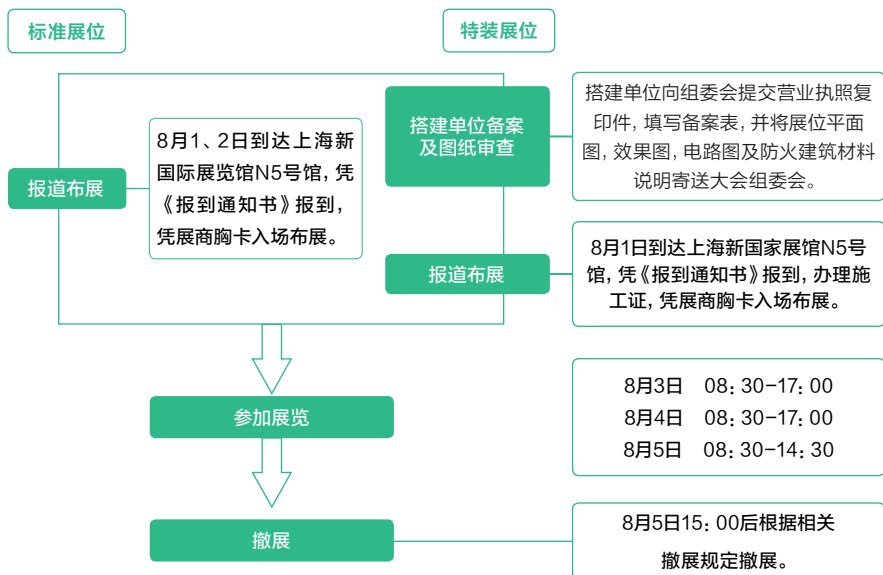 标准展位
特装展位
报道布展
8月1、2日到达上海新
国际展览馆N5号馆, 凭
《报到通知书》报到,
凭展商胸卡入场布展。
搭建单位备案
及图纸审查
搭建单位向组委会提交营业执照复
印件, 填写备案表, 并将展位平面
图, 效果图, 电路图及防火建筑材料
说明寄送大会组委会。
报道布展
8月1日到达上海新国家展馆N5号
馆, 凭《报到通知书》报到, 办理施
工证, 凭展商胸卡入场布展。
参加展览
8月3日 08: 30-17: 00
8月4日 08: 30-17: 00
8月5日 08: 30-14: 30
撤展
8月5日15: 00后根据相关
撤展规定撤展。